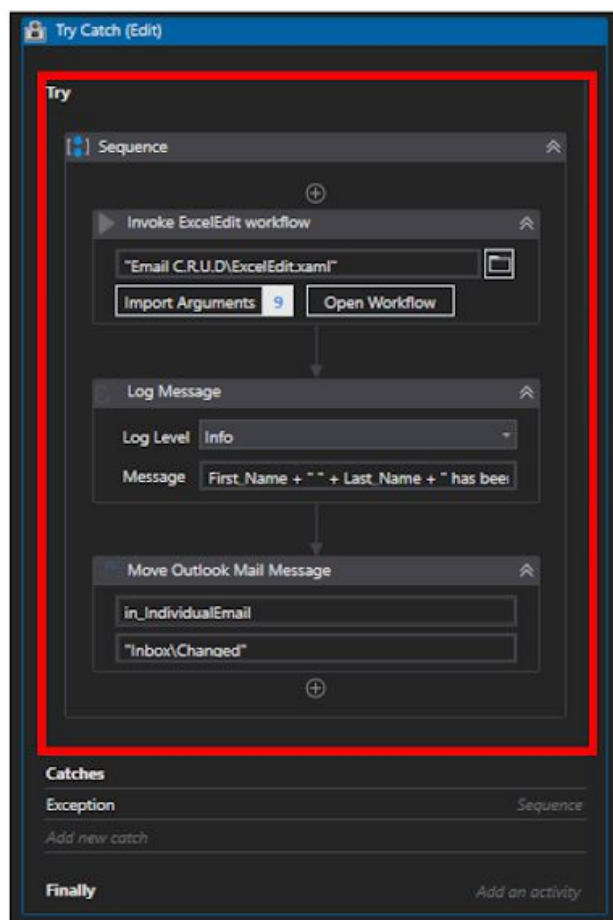 Try Catch (Edit)
Try
Sequence
Invoke ExcelEdit workflow
"Email C.R.U.D\ExcelEdit.xaml"
Import Arguments 9 Open Workflow
Log Message
Log Level Info
Message First_Name + " " + Last_Name + " has bee
Move Outlook Mail Message
in_IndividualEmail
"Inbox\Changed"
Catches
Exception Sequence
Add new catch
Finally Add an activity